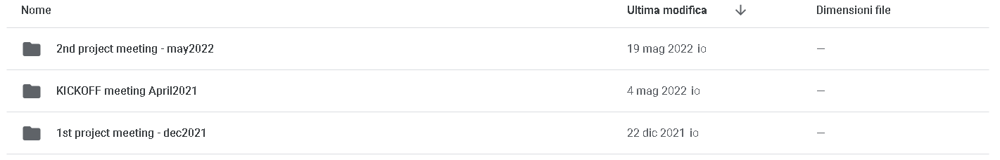 Nome Ultima modifica Dimensioni file
2nd project meeting - may2022 19 mag 2022 io —
KICKOFF meeting April2021 4 mag 2022 io —
1st project meeting - dec2021 22 dic 2021 io —